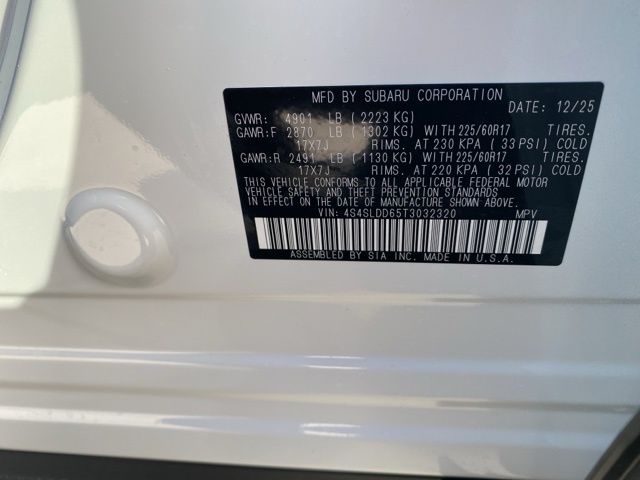 MFD BY SUBARU CORPORATION
DATE: 12/25
GVWR: 4901 LB ( 2223 KG)
GAWR:F 2870 LB ( 1302 KG) WITH 225/60R17 TIRES.
17X7J RIMS. AT 230 KPA ( 33 PSI) COLD
GAWR:R 2491 LB ( 1130 KG) WITH 225/60R17 TIRES.
17X7J RIMS. AT 220 KPA ( 32 PSI) COLD
THIS VEHICLE CONFORMS TO ALL APPLICABLE FEDERAL MOTOR
VEHICLE SAFETY AND THEFT PREVENTION STANDARDS
IN EFFECT ON THE DATE OF MANUFACTURE SHOWN ABOVE.
VIN: 4S4SLDD65T3032320 MPV
ASSEMBLED BY SIA INC. MADE IN U.S.A.